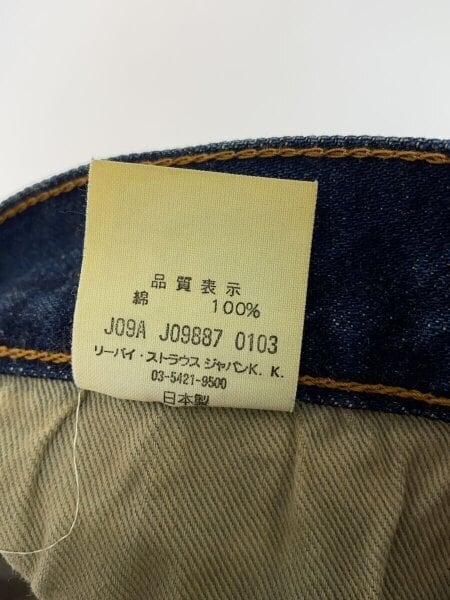 品質表示
綿 100%
J09A J09887 0103
リーバイ・ストラウス ジャパンK. K.
03-5421-9500
日本製